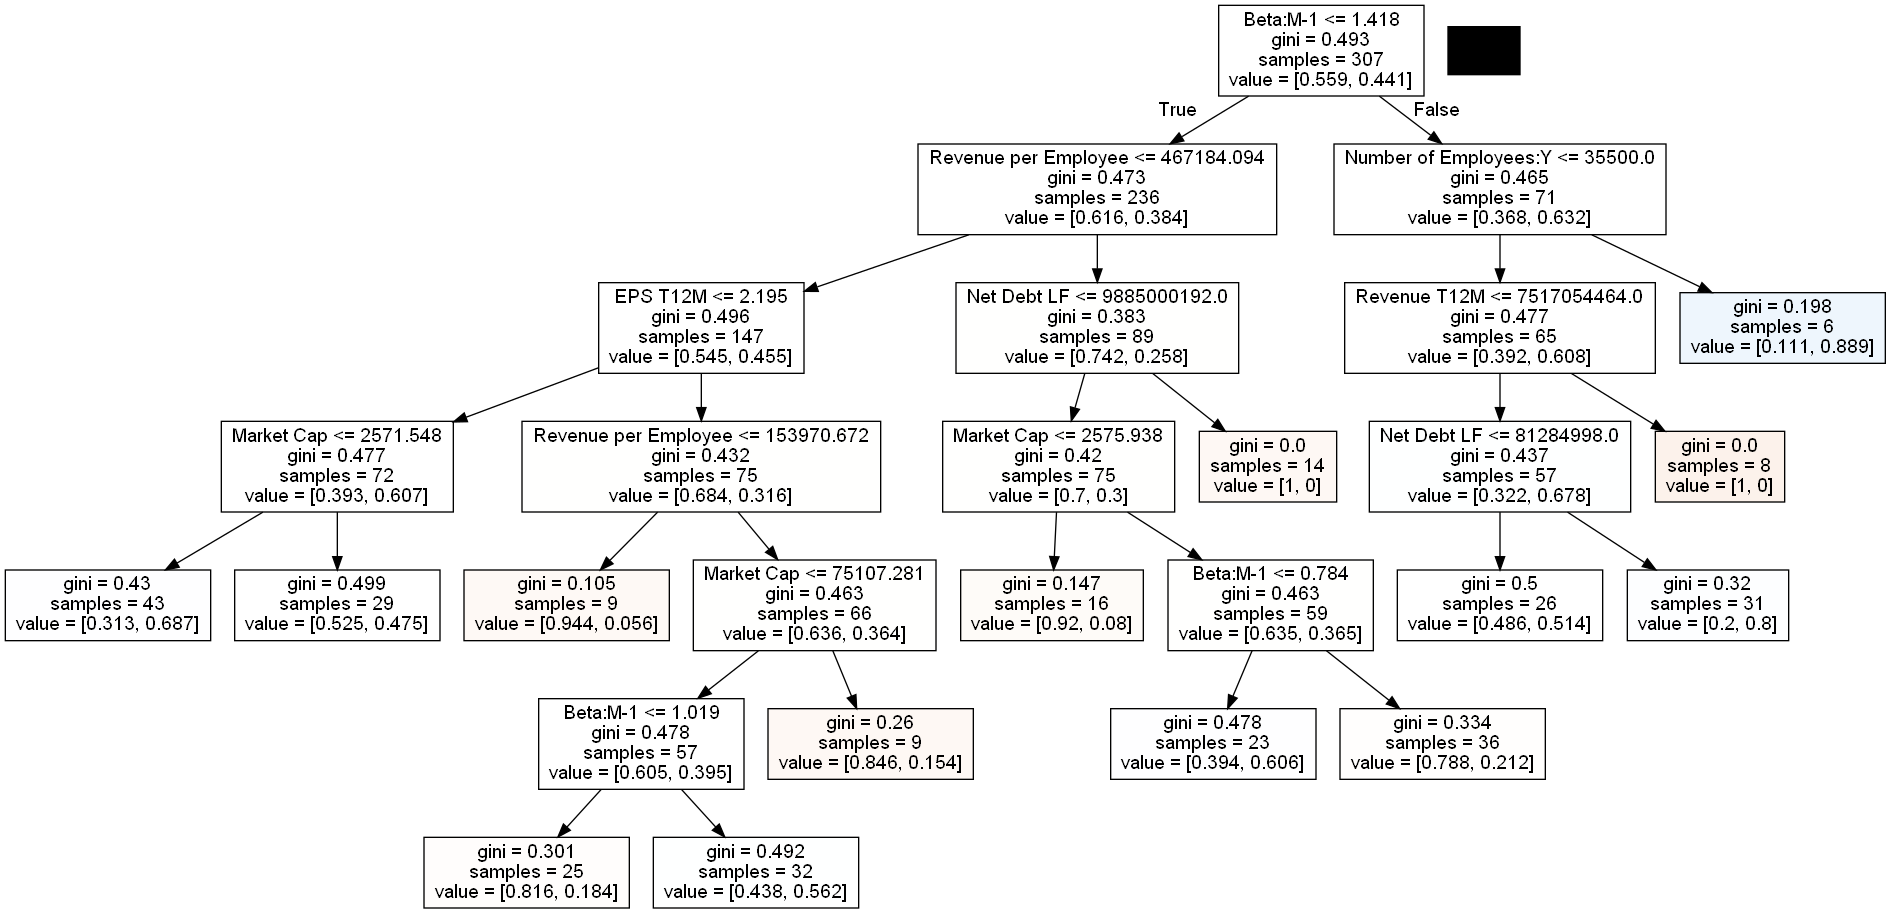 Beta:M-1 <= 1.418
gini = 0.493
samples = 307
value = [0.559, 0.441]
True
False
Revenue per Employee <= 467184.094
gini = 0.473
samples = 236
value = [0.616, 0.384]
Number of Employees:Y <= 35500.0
gini = 0.465
samples = 71
value = [0.368, 0.632]
EPS T12M <= 2.195
gini = 0.496
samples = 147
value = [0.545, 0.455]
Net Debt LF <= 9885000192.0
gini = 0.383
samples = 89
value = [0.742, 0.258]
Revenue T12M <= 7517054464.0
gini = 0.477
samples = 65
value = [0.392, 0.608]
gini = 0.198
samples = 6
value = [0.111, 0.889]
Market Cap <= 2571.548
gini = 0.477
samples = 72
value = [0.393, 0.607]
Revenue per Employee <= 153970.672
gini = 0.432
samples = 75
value = [0.684, 0.316]
Market Cap <= 2575.938
gini = 0.42
samples = 75
value = [0.7, 0.3]
gini = 0.0
samples = 14
value = [1, 0]
Net Debt LF <= 81284998.0
gini = 0.437
samples = 57
value = [0.322, 0.678]
gini = 0.0
samples = 8
value = [1, 0]
gini = 0.43
samples = 43
value = [0.313, 0.687]
gini = 0.499
samples = 29
value = [0.525, 0.475]
gini = 0.105
samples = 9
value = [0.944, 0.056]
Market Cap <= 75107.281
gini = 0.463
samples = 66
value = [0.636, 0.364]
gini = 0.147
samples = 16
value = [0.92, 0.08]
Beta:M-1 <= 0.784
gini = 0.463
samples = 59
value = [0.635, 0.365]
gini = 0.5
samples = 26
value = [0.486, 0.514]
gini = 0.32
samples = 31
value = [0.2, 0.8]
Beta:M-1 <= 1.019
gini = 0.478
samples = 57
value = [0.605, 0.395]
gini = 0.26
samples = 9
value = [0.846, 0.154]
gini = 0.478
samples = 23
value = [0.394, 0.606]
gini = 0.334
samples = 36
value = [0.788, 0.212]
gini = 0.301
samples = 25
value = [0.816, 0.184]
gini = 0.492
samples = 32
value = [0.438, 0.562]